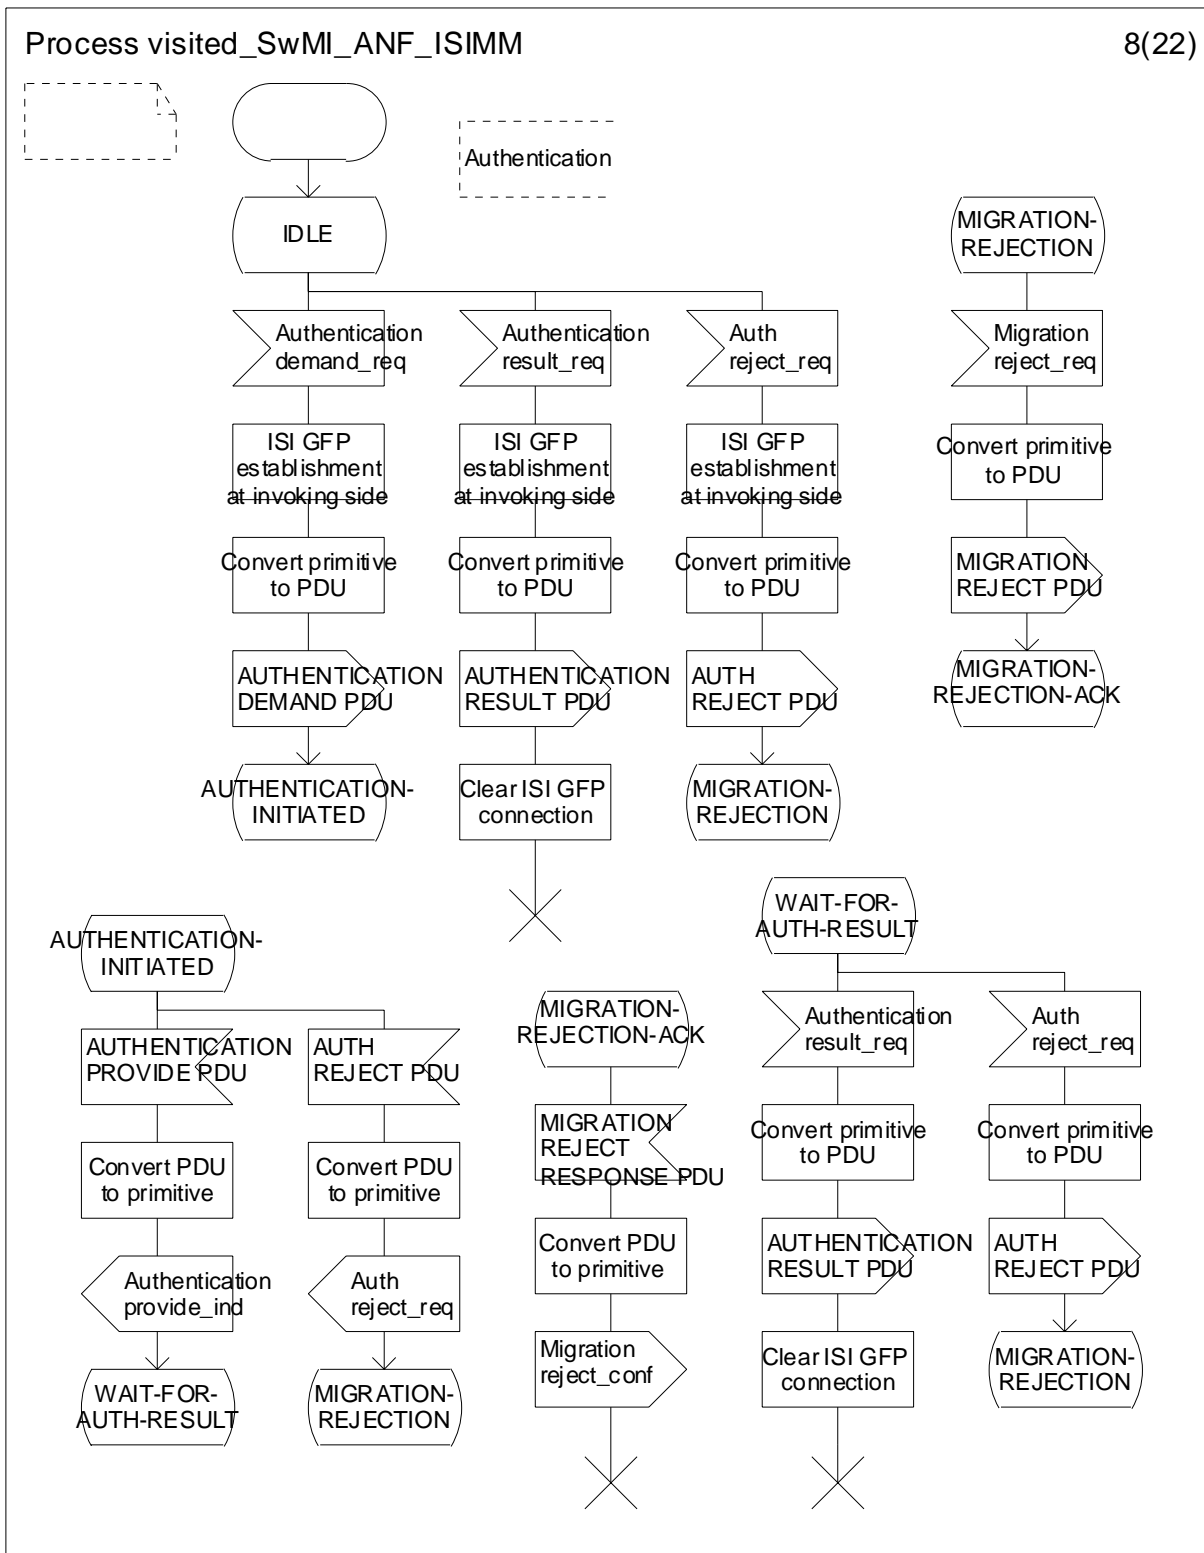 Process visited_SwMI_ANF_ISIMM
8(22)
Authentication
IDLE
Authentication
demand_req
Authentication
result_req
Auth
reject_req
ISI GFP
establishment
at invoking side
ISI GFP
establishment
at invoking side
ISI GFP
establishment
at invoking side
Convert primitive
to PDU
Convert primitive
to PDU
Convert primitive
to PDU
AUTHENTICATION
DEMAND PDU
AUTHENTICATION
RESULT PDU
AUTH
REJECT PDU
AUTHENTICATION-
INITIATED
Clear ISI GFP
connection
MIGRATION-
REJECTION
MIGRATION-
REJECTION
Migration
reject_req
Convert primitive
to PDU
MIGRATION
REJECT PDU
MIGRATION-
REJECTION-ACK
AUTHENTICATION-
INITIATED
AUTHENTICATION
PROVIDE PDU
AUTH
REJECT PDU
Convert PDU
to primitive
Convert PDU
to primitive
Authentication
provide_ind
Auth
reject_req
WAIT-FOR-
AUTH-RESULT
MIGRATION-
REJECTION
MIGRATION-
REJECTION-ACK
MIGRATION
REJECT
RESPONSE PDU
Convert PDU
to primitive
Migration
reject_conf
WAIT-FOR-
AUTH-RESULT
Authentication
result_req
Auth
reject_req
Convert primitive
to PDU
Convert primitive
to PDU
AUTHENTICATION
RESULT PDU
AUTH
REJECT PDU
Clear ISI GFP
connection
MIGRATION-
REJECTION